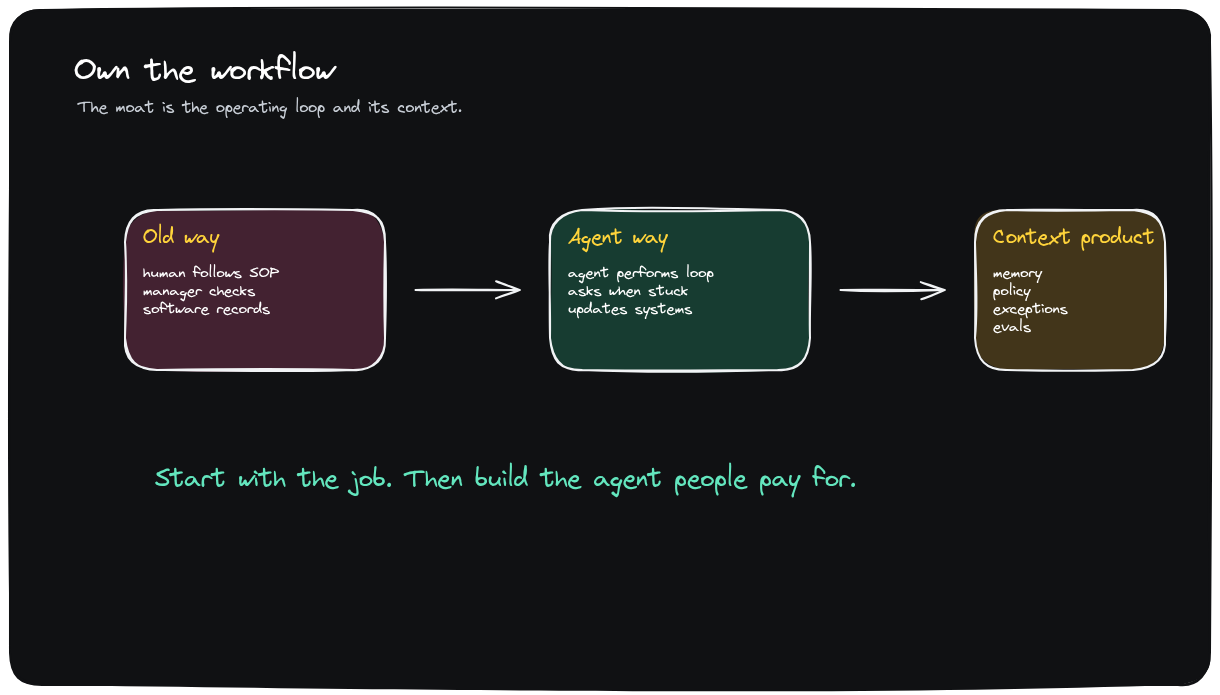 Own the workflow
The moat is the operating loop and its context.
Old way
human follows SOP
manager checks
software records
Agent way
agent performs loop
asks when stuck
updates systems
Context product
memory
policy
exceptions
evals
Start with the job. Then build the agent people pay for.